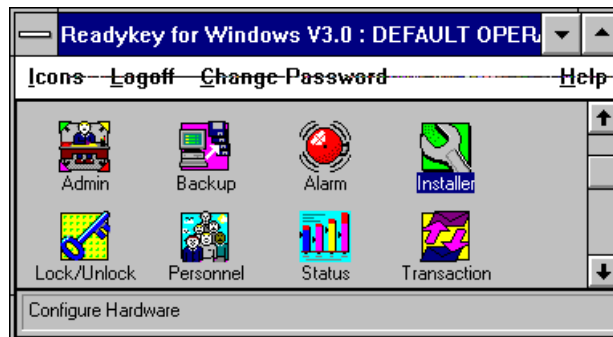 Readykey for Windows V3.0 : DEFAULT OPER
Icons Logoff Change Password Help
Admin Backup Alarm Installer
Lock/Unlock Personnel Status Transaction
Configure Hardware